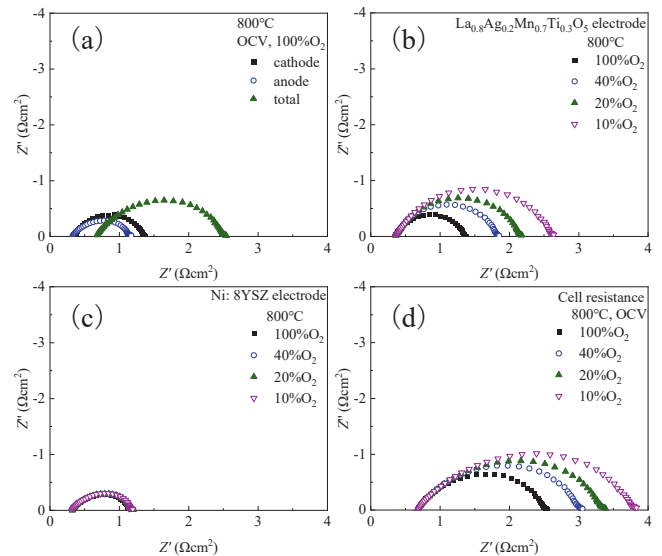 (a)
800℃
OCV, 100%O₂
cathode
anode
total
-4
-3
-2
-1
0
Z'' (Ωcm²)
0 1 2 3 4
Z' (Ωcm²)
(b)
La₀.₈Ag₀.₂Mn₀.₇Ti₀.₃O₅ electrode
800℃
100%O₂
40%O₂
20%O₂
10%O₂
-4
-3
-2
-1
0
Z'' (Ωcm²)
0 1 2 3 4
Z' (Ωcm²)
(c)
Ni: 8YSZ electrode
800℃
100%O₂
40%O₂
20%O₂
10%O₂
-4
-3
-2
-1
0
Z'' (Ωcm²)
0 1 2 3 4
Z' (Ωcm²)
(d)
Cell resistance
800℃, OCV
100%O₂
40%O₂
20%O₂
10%O₂
-4
-3
-2
-1
0
Z'' (Ωcm²)
0 1 2 3 4
Z' (Ωcm²)